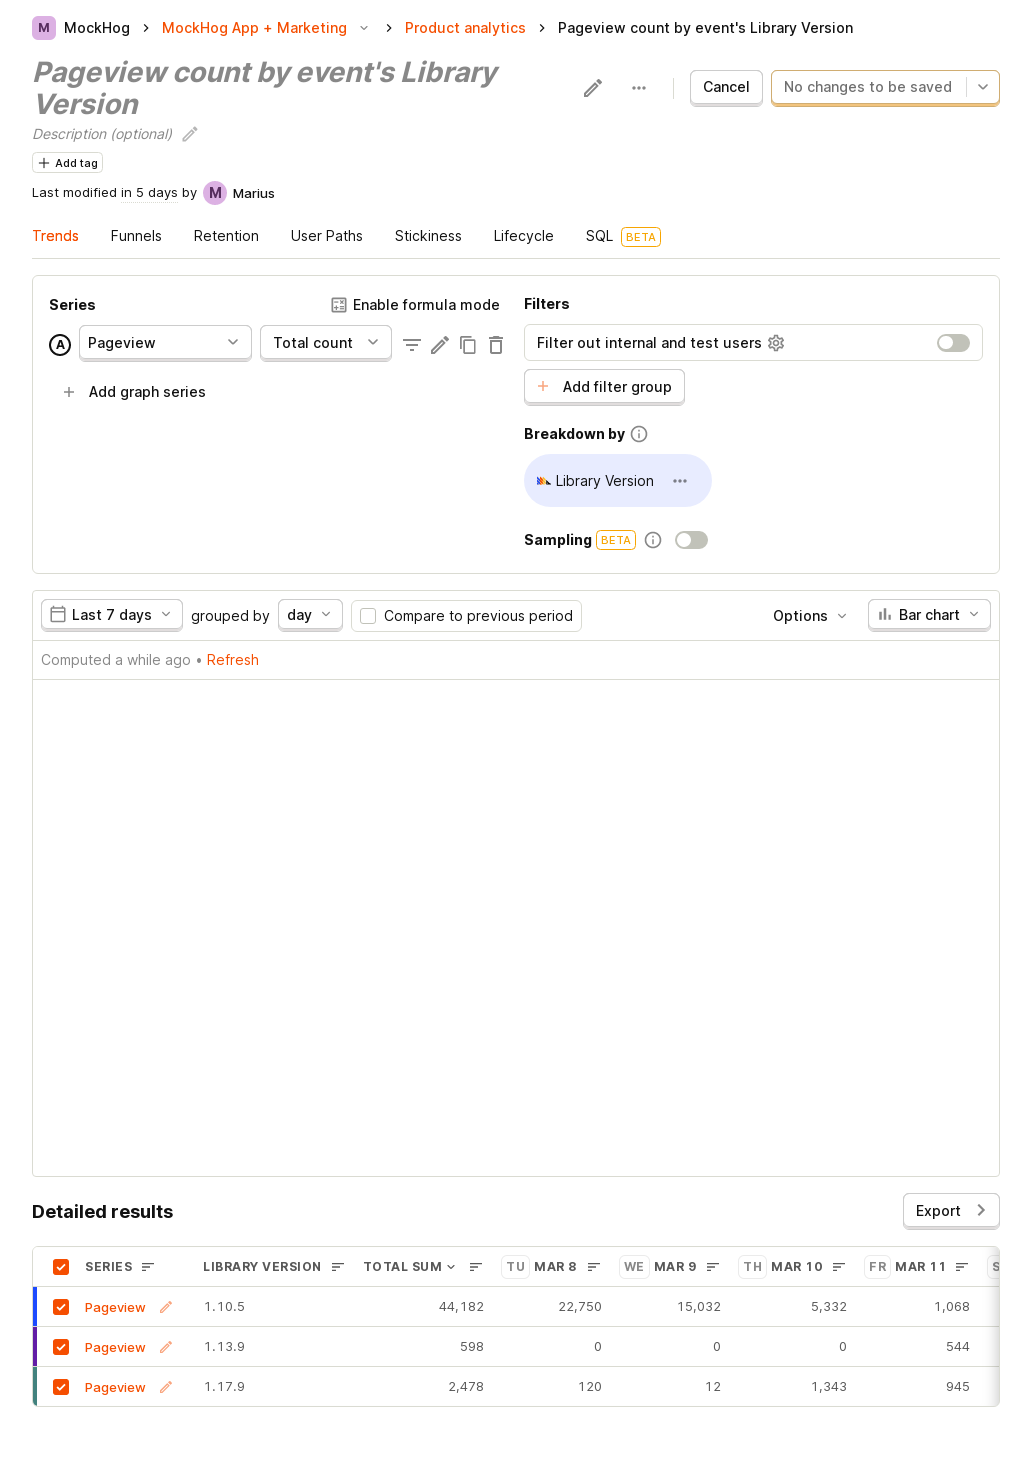 M MockHog MockHog App + Marketing Product analytics Pageview count by event's Library Version
Pageview count by event's Library
Version
Cancel No changes to be saved
Description (optional)
Add tag
Last modified in 5 days by M Marius
Trends Funnels Retention User Paths Stickiness Lifecycle SQL BETA
Series Enable formula mode
A Pageview Total count
Add graph series
Filters
Filter out internal and test users
Add filter group
Breakdown by
Library Version
Sampling BETA
Last 7 days grouped by day Compare to previous period Options Bar chart
Computed a while ago • Refresh
Detailed results Export
SERIES LIBRARY VERSION TOTAL SUM TU MAR 8 WE MAR 9 TH MAR 10 FR MAR 11 S
Pageview 1.10.5 44,182 22,750 15,032 5,332 1,068
Pageview 1.13.9 598 0 0 0 544
Pageview 1.17.9 2,478 120 12 1,343 945